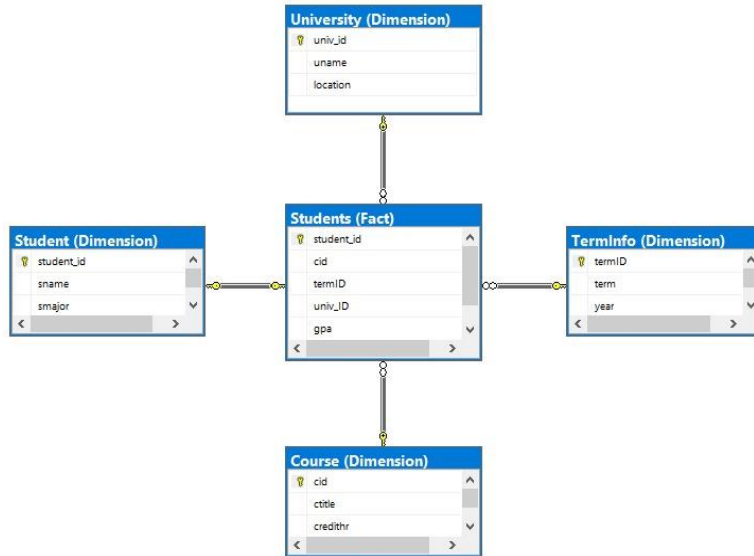 University (Dimension)
univ_id
uname
location
Student (Dimension)
student_id
sname
smajor
Students (Fact)
student_id
cid
termID
univ_ID
gpa
TermInfo (Dimension)
termID
term
year
Course (Dimension)
cid
ctitle
credithr